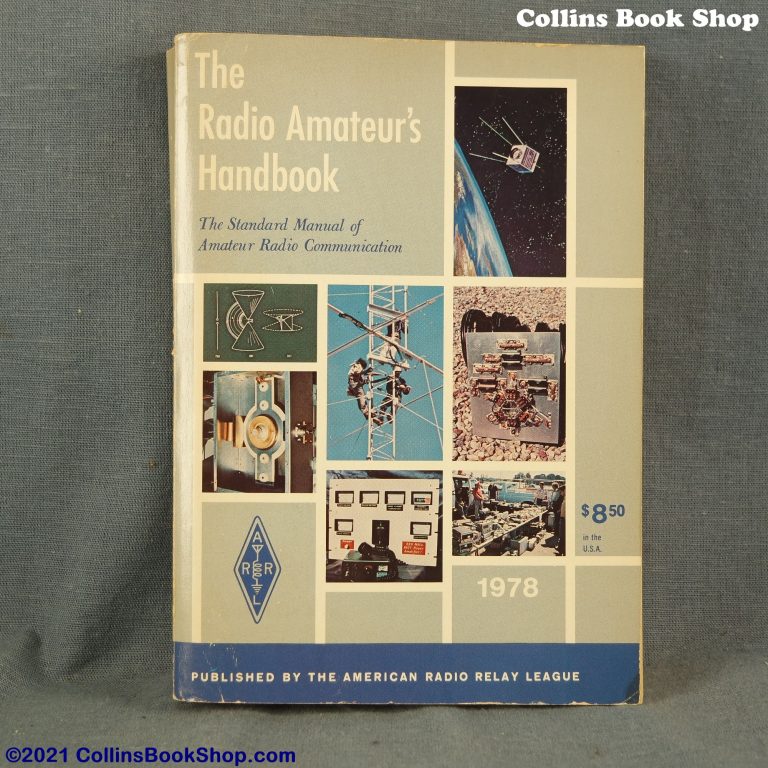 Collins Book Shop
The
Radio Amateur's
Handbook
The Standard Manual of
Amateur Radio Communication
A
R R
L
$8.50
in the
U.S.A.
1978
PUBLISHED BY THE AMERICAN RADIO RELAY LEAGUE
©2021 CollinsBookShop.com